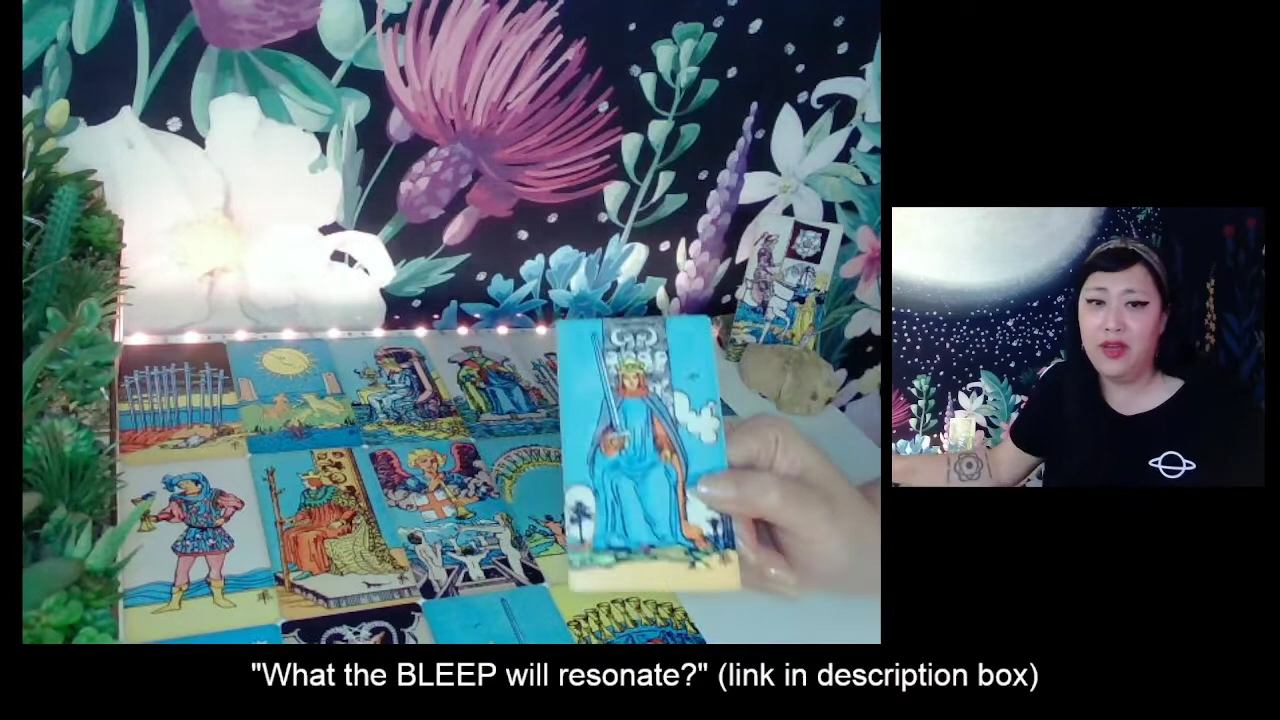 "What the BLEEP will resonate?" (link in description box)